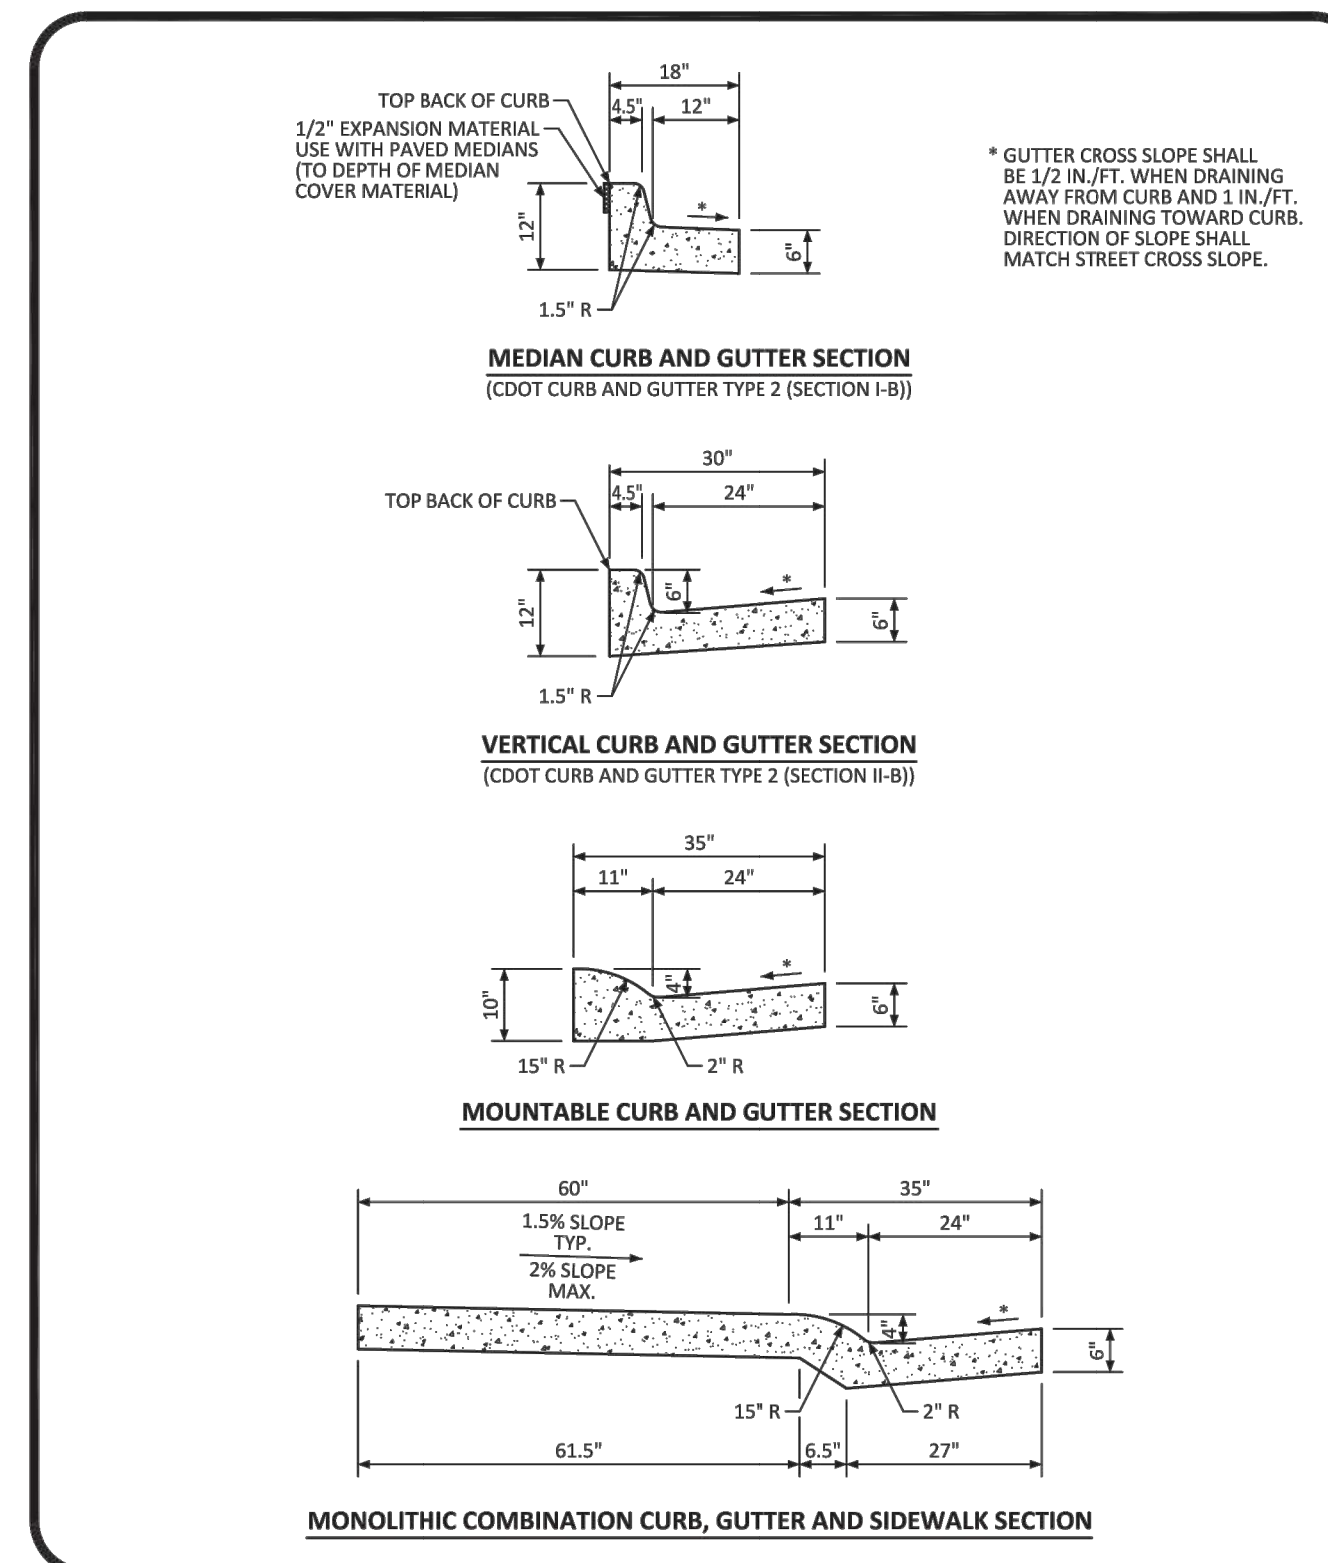 18"
TOP BACK OF CURB
4.5"
12"
1/2" EXPANSION MATERIAL
USE WITH PAVED MEDIANS
(TO DEPTH OF MEDIAN
COVER MATERIAL)
* GUTTER CROSS SLOPE SHALL
BE 1/2 IN./FT. WHEN DRAINING
AWAY FROM CURB AND 1 IN./FT.
WHEN DRAINING TOWARD CURB.
DIRECTION OF SLOPE SHALL
MATCH STREET CROSS SLOPE.
*
12"
6"
1.5" R
MEDIAN CURB AND GUTTER SECTION
(CDOT CURB AND GUTTER TYPE 2 (SECTION I-B))
30"
TOP BACK OF CURB
4.5"
24"
*
12"
6"
6"
1.5" R
VERTICAL CURB AND GUTTER SECTION
(CDOT CURB AND GUTTER TYPE 2 (SECTION II-B))
35"
11"
24"
*
10"
4"
6"
15" R
2" R
MOUNTABLE CURB AND GUTTER SECTION
60"
35"
1.5% SLOPE
TYP.
2% SLOPE
MAX.
11"
24"
*
4"
6"
15" R
2" R
61.5"
6.5"
27"
MONOLITHIC COMBINATION CURB, GUTTER AND SIDEWALK SECTION